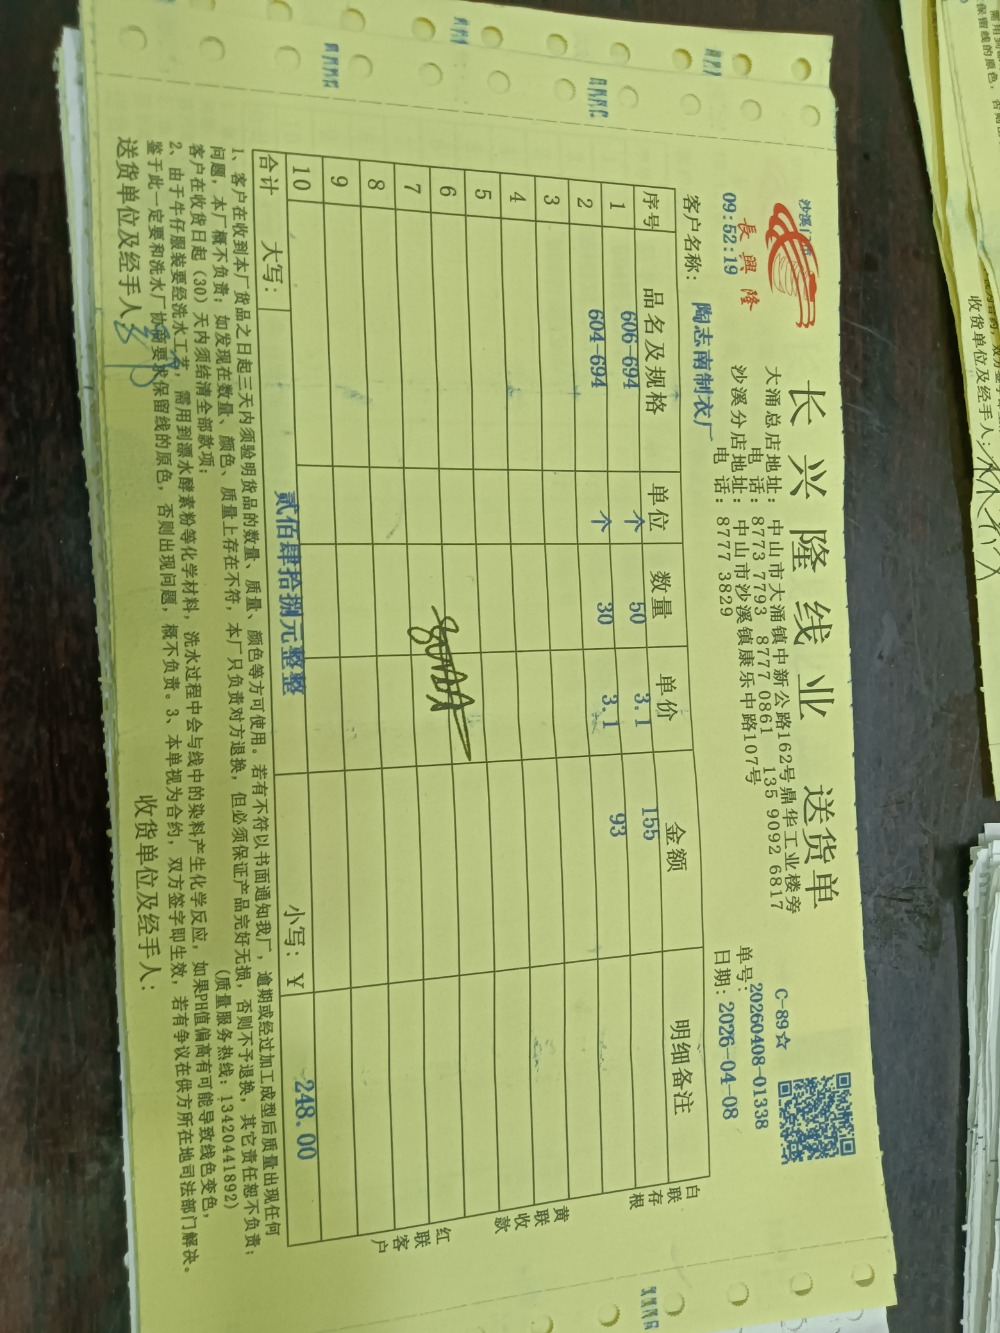 沙溪门
長興隆
09:52:19
长兴隆线业 送货单
大涌总店地址：中山市大涌镇中新公路162号鼎华工业楼旁
电 话：8773 7793 8777 0861 135 9092 6817
沙溪分店地址：中山市沙溪镇康乐中路107号
电 话：8777 3829
C-89☆
单号：20260408-01338
日期：2026-04-08
客户名称：陶志南制衣厂
序号 品名及规格 单位 数量 单价 金额 明细备注
1 606-694 个 50 3.1 155
2 604-694 个 30 3.1 93
3
4
5
6
7
8
9
10
合计 大写：贰佰肆拾捌元整整 小写：￥ 248.00
白联存根
黄联收款
红联客户
1、客户在收到本厂货品之日起三天内须验明货品的数量、质量、颜色等方可使用。若有不符以书面通知我厂，逾期或经过加工成型后质量出现任何
问题，本厂概不负责；如发现在数量、颜色、质量上存在不符，本厂只负责对方退换，但必须保证产品完好无损，否则不予退换，其它责任恕不负责；
客户在收货日起（30）天内须结清全部款项； (质量服务热线：13420441892)
2、由于牛仔服装要经洗水工艺，需用到漂水酵素粉等化学材料，洗水过程中会与线中的染料产生化学反应，如果PH值偏高有可能导致线色变色，
鉴于此一定要和洗水厂协商要求保留线的原色，否则出现问题，概不负责。3、本单视为合约，双方签字即生效，若有争议在供方所在地司法部门解决。
送货单位及经手人： 收货单位及经手人：
保留线的原色，否则
收货单位及经手人：